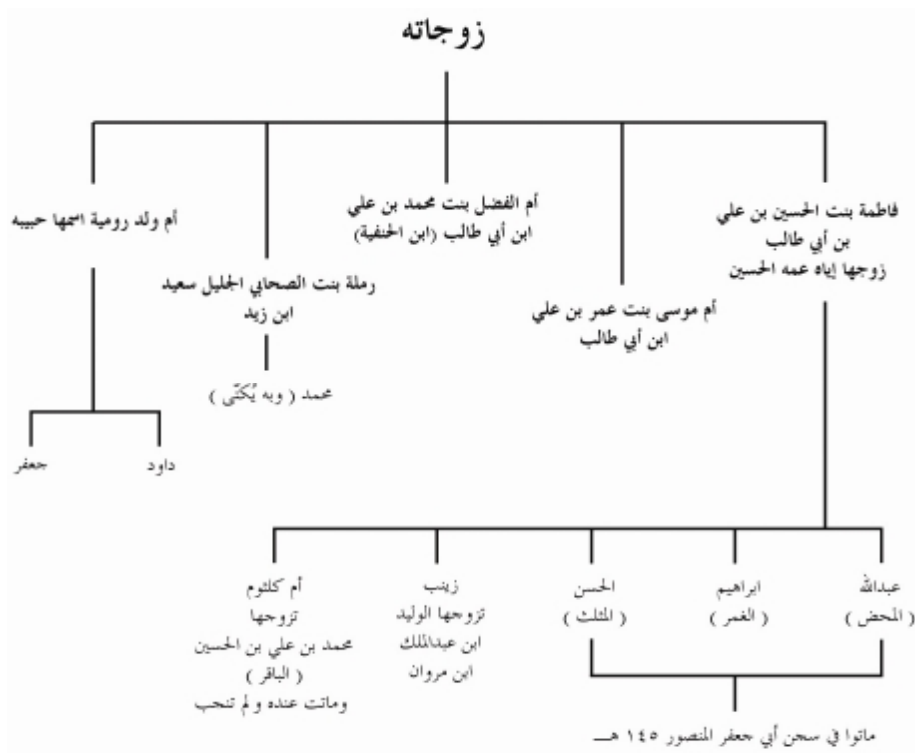 زوجاته
فاطمة بنت الحسين بن علي
بن أبي طالب
زوجها إياه عمه الحسين
أم موسى بنت عمر بن علي
ابن أبي طالب
أم الفضل بنت محمد بن علي
ابن أبي طالب (ابن الحنفية)
رملة بنت الصحابي الجليل سعيد
ابن زيد
محمد ( وبه يُكنّى )
أم ولد رومية اسمها حبيبه
داود
جعفر
عبدالله
( المحض )
ابراهيم
( الغمر )
الحسن
( المثلث )
زينب
تزوجها الوليد
ابن عبدالملك
ابن مروان
أم كلثوم
تزوجها
محمد بن علي بن الحسين
( الباقر )
وماتت عنده ولم تنجب
ماتوا في سجن أبي جعفر المنصور ١٤٥ هـ